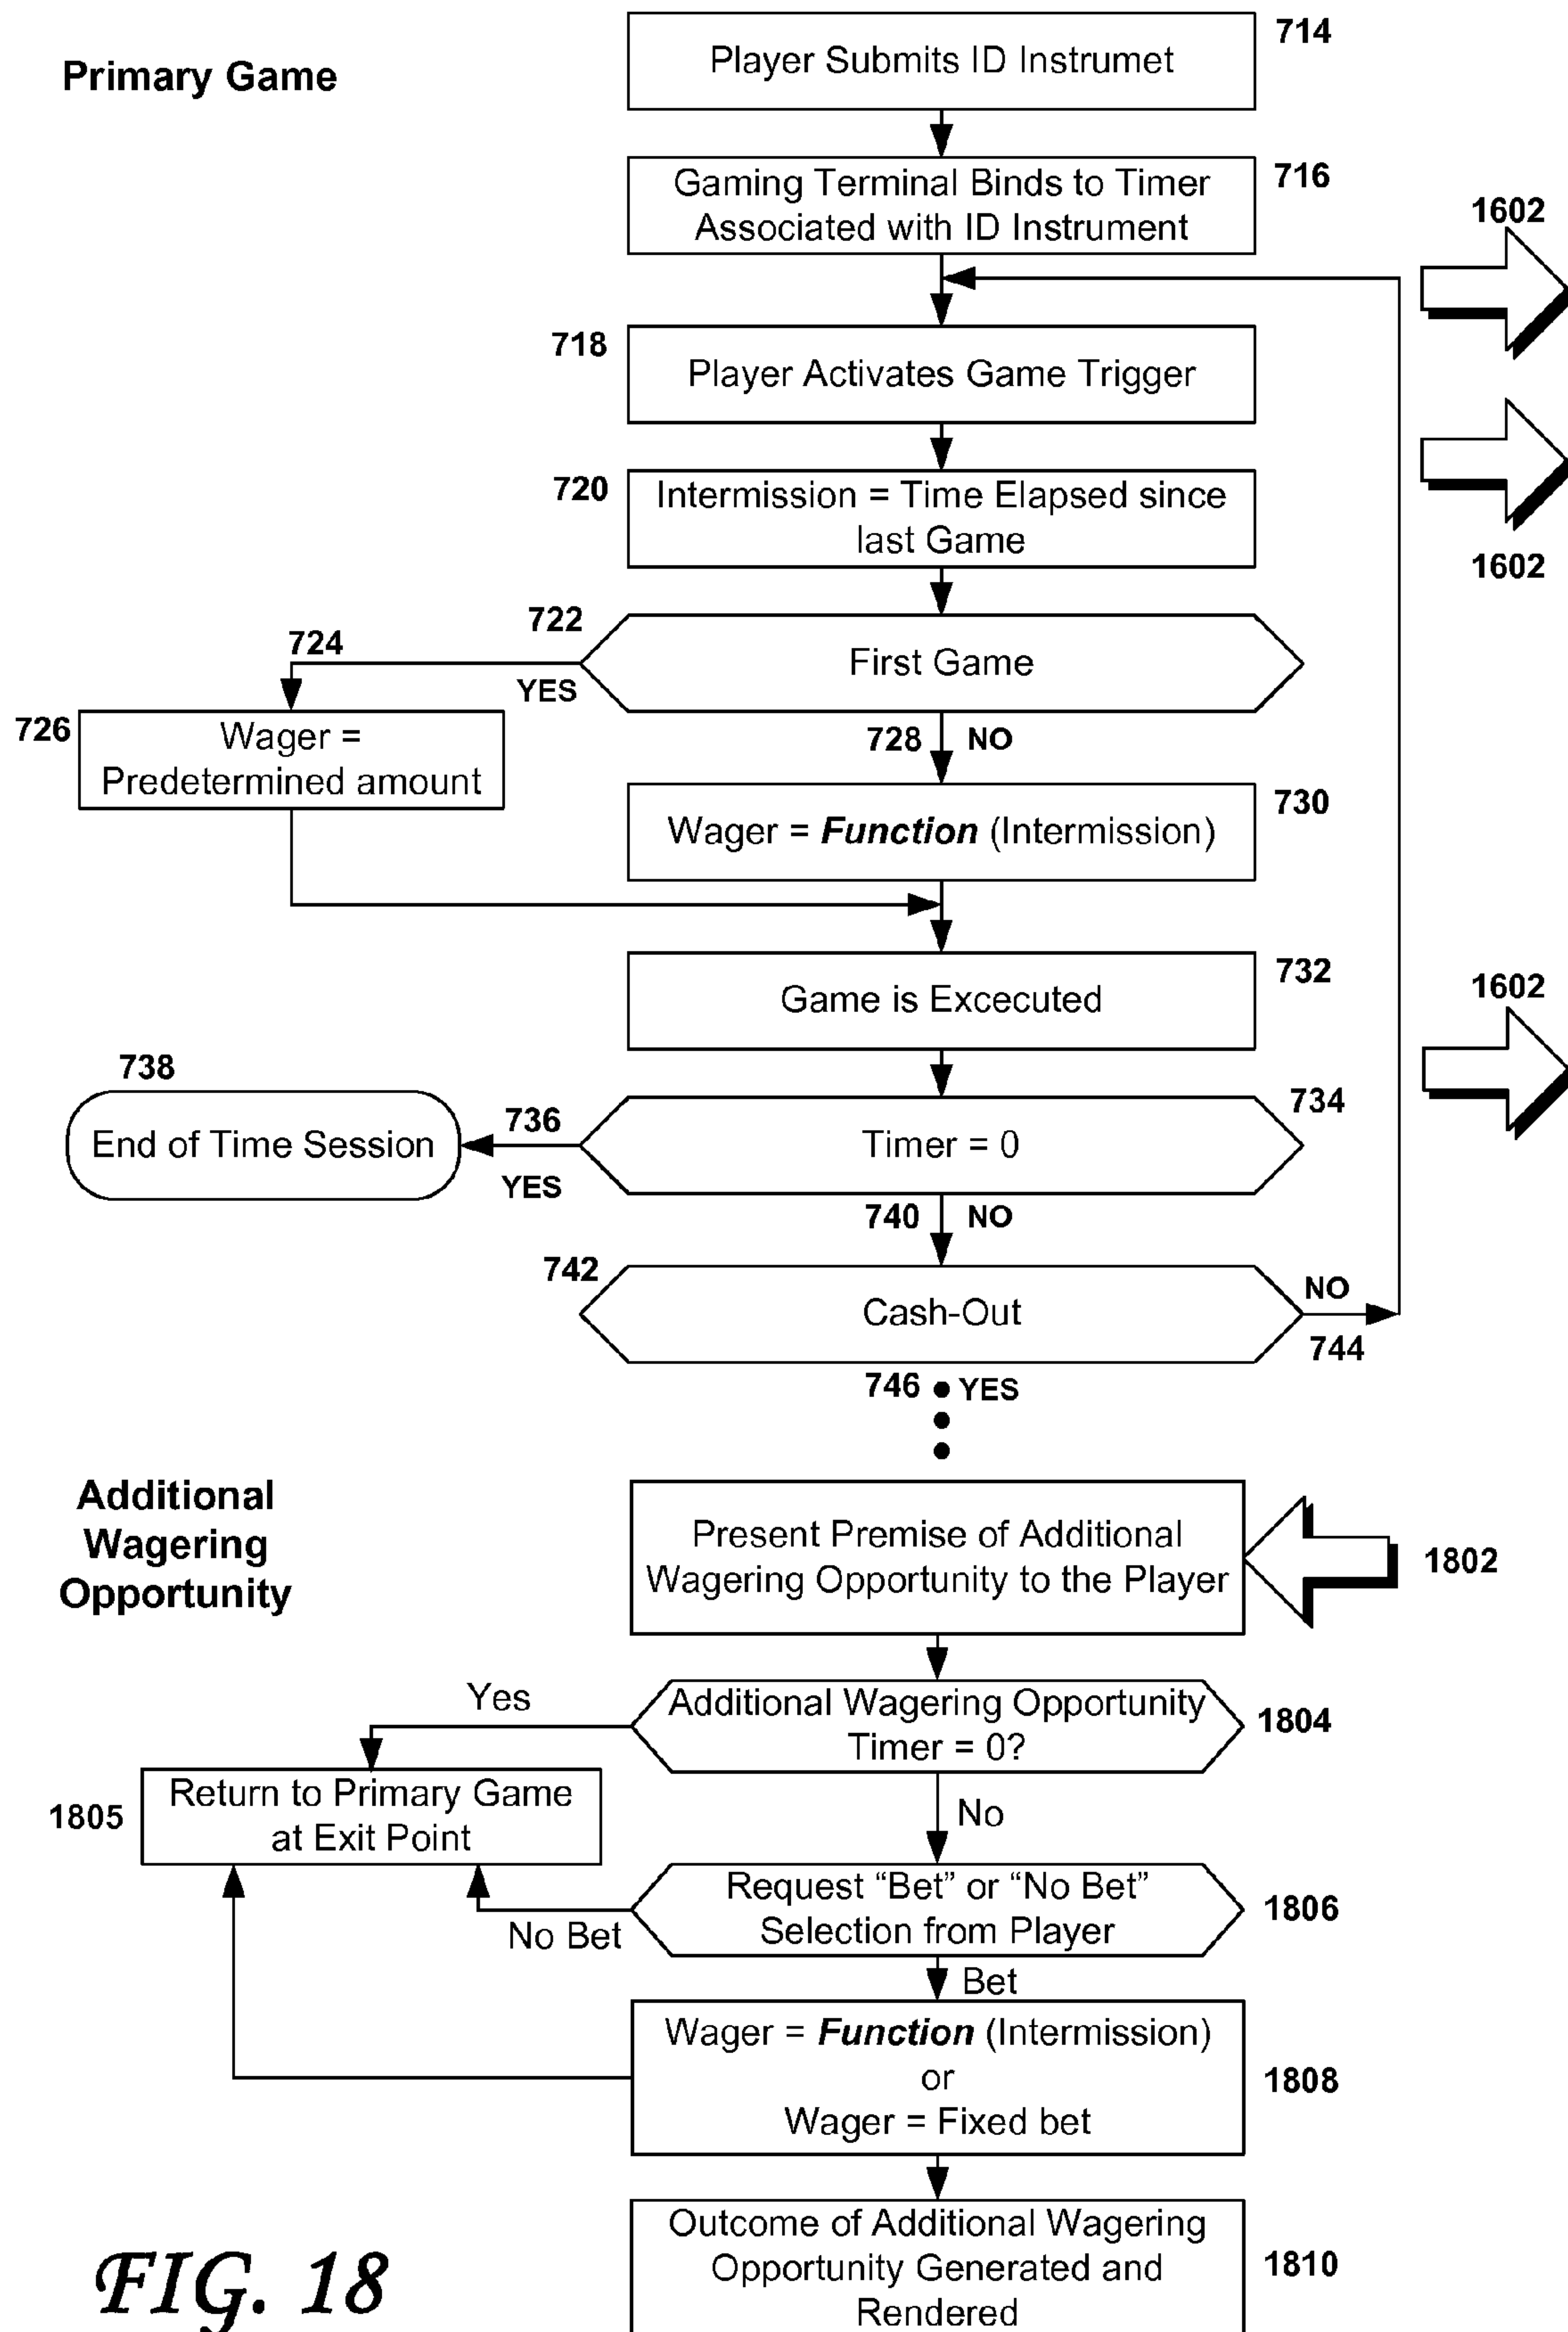 714
Player Submits ID Instrumet
Primary Game
716
Gaming Terminal Binds to Timer
Associated with ID Instrument
1602
718
Player Activates Game Trigger
720
Intermission = Time Elapsed since
last Game
1602
722
724
First Game
YES
726
Wager =
Predetermined amount
728
NO
730
Wager = Function (Intermission)
732
Game is Excecuted
1602
738
734
End of Time Session
736
YES
Timer = 0
740
NO
742
Cash-Out
NO
744
746
YES
Additional
Wagering
Opportunity
Present Premise of Additional
Wagering Opportunity to the Player
1802
Yes
Additional Wagering Opportunity
Timer = 0?
1804
1805
Return to Primary Game
at Exit Point
No
Request “Bet” or “No Bet”
Selection from Player
1806
No Bet
Bet
Wager = Function (Intermission)
or
Wager = Fixed bet
1808
Outcome of Additional Wagering
Opportunity Generated and
Rendered
1810
FIG. 18